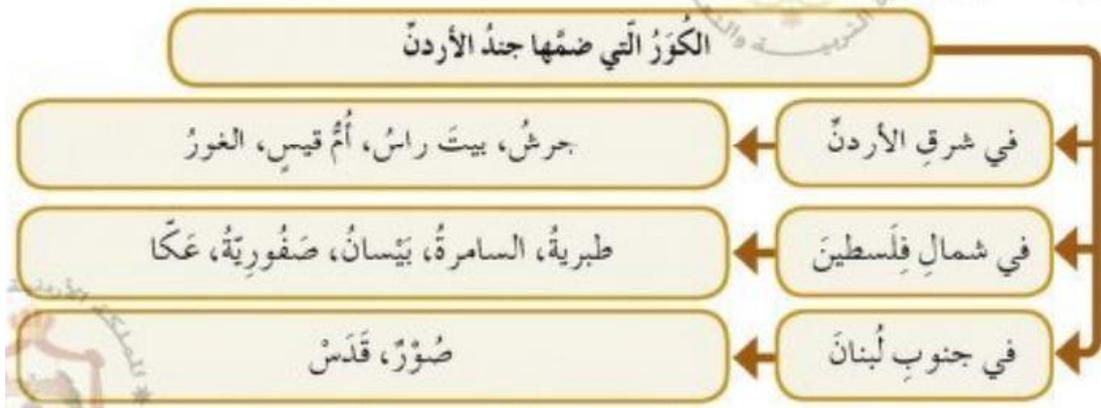 الكُوَرُ الّتي ضمَّها جندُ الأردنِّ
في شرقِ الأردنِّ
جرشُ، بيتَ راسُ، أُمُّ قيسٍ، الغورُ
في شمالِ فِلَسطينَ
طبريةُ، السامرةُ، بَيْسانُ، صَفُورِيّةُ، عَكّا
في جنوبِ لُبنانَ
صُوْرٌ، قَدَسْ